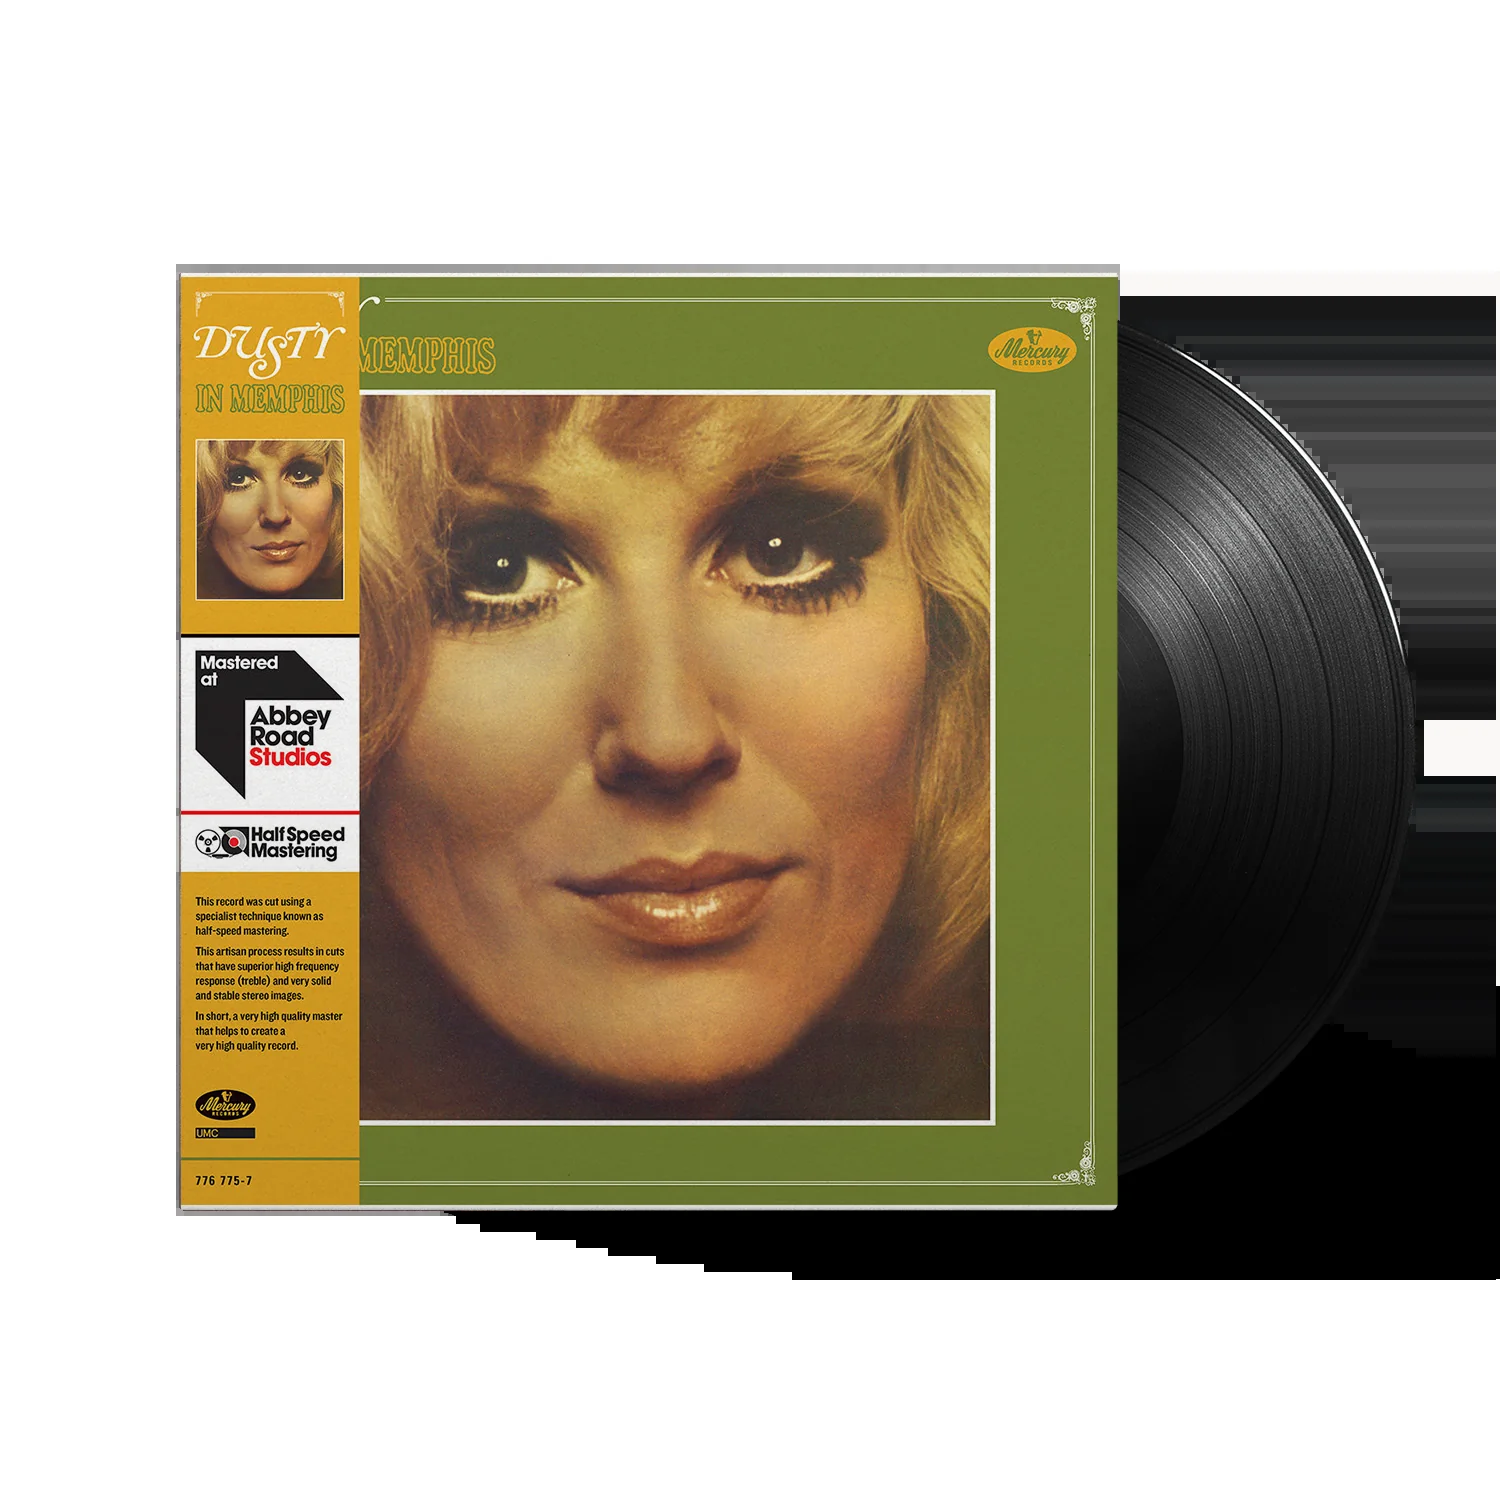 DUSTY
IN MEMPHIS
Mastered
at
Abbey
Road
Studios
Half Speed
Mastering
This record was cut using a
specialist technique known as
half-speed mastering.
This artisan process results in cuts
that have superior high frequency
response (treble) and very solid
and stable stereo images.
In short, a very high quality master
that helps to create a
very high quality record.
Mercury
RECORDS
UMC
776 775-7
MEMPHIS
Mercury
RECORDS